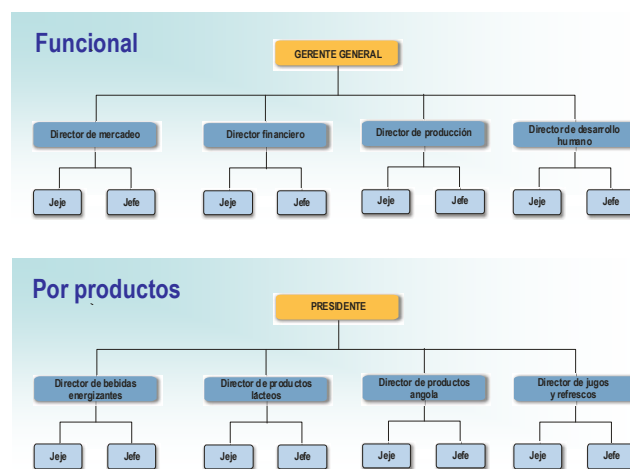 Funcional
GERENTE GENERAL
Director de mercadeo
Director financiero
Director de producción
Director de desarrollo
humano
Jeje
Jefe
Jeje
Jefe
Jeje
Jefe
Jeje
Jefe
Por productos
PRESIDENTE
Director de bebidas
energizantes
Director de productos
lácteos
Director de productos
angola
Director de jugos
y refrescos
Jeje
Jefe
Jeje
Jefe
Jeje
Jefe
Jeje
Jefe